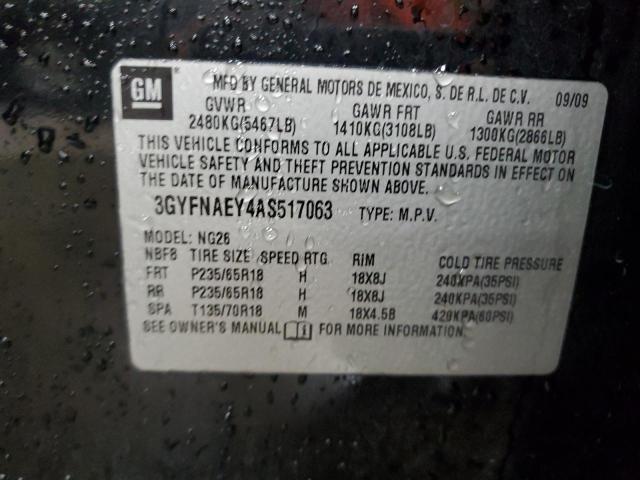 GM
MFD BY GENERAL MOTORS DE MEXICO, S. DE R.L. DE C.V. 09/09
GVWR GAWR FRT GAWR RR
2480KG(5467LB) 1410KG(3108LB) 1300KG(2866LB)
THIS VEHICLE CONFORMS TO ALL APPLICABLE U.S. FEDERAL MOTOR
VEHICLE SAFETY AND THEFT PREVENTION STANDARDS IN EFFECT ON
THE DATE OF MANUFACTURE SHOWN ABOVE.
3GYFNAEY4AS517063 TYPE: M.P.V.
MODEL: NG26
NBF8 TIRE SIZE SPEED RTG RIM COLD TIRE PRESSURE
FRT P235/65R18 H 18X8J 240KPA(35PSI)
RR P235/65R18 H 18X8J 240KPA(35PSI)
SPA T135/70R18 M 18X4.5B 420KPA(60PSI)
SEE OWNER'S MANUAL i FOR MORE INFORMATION.